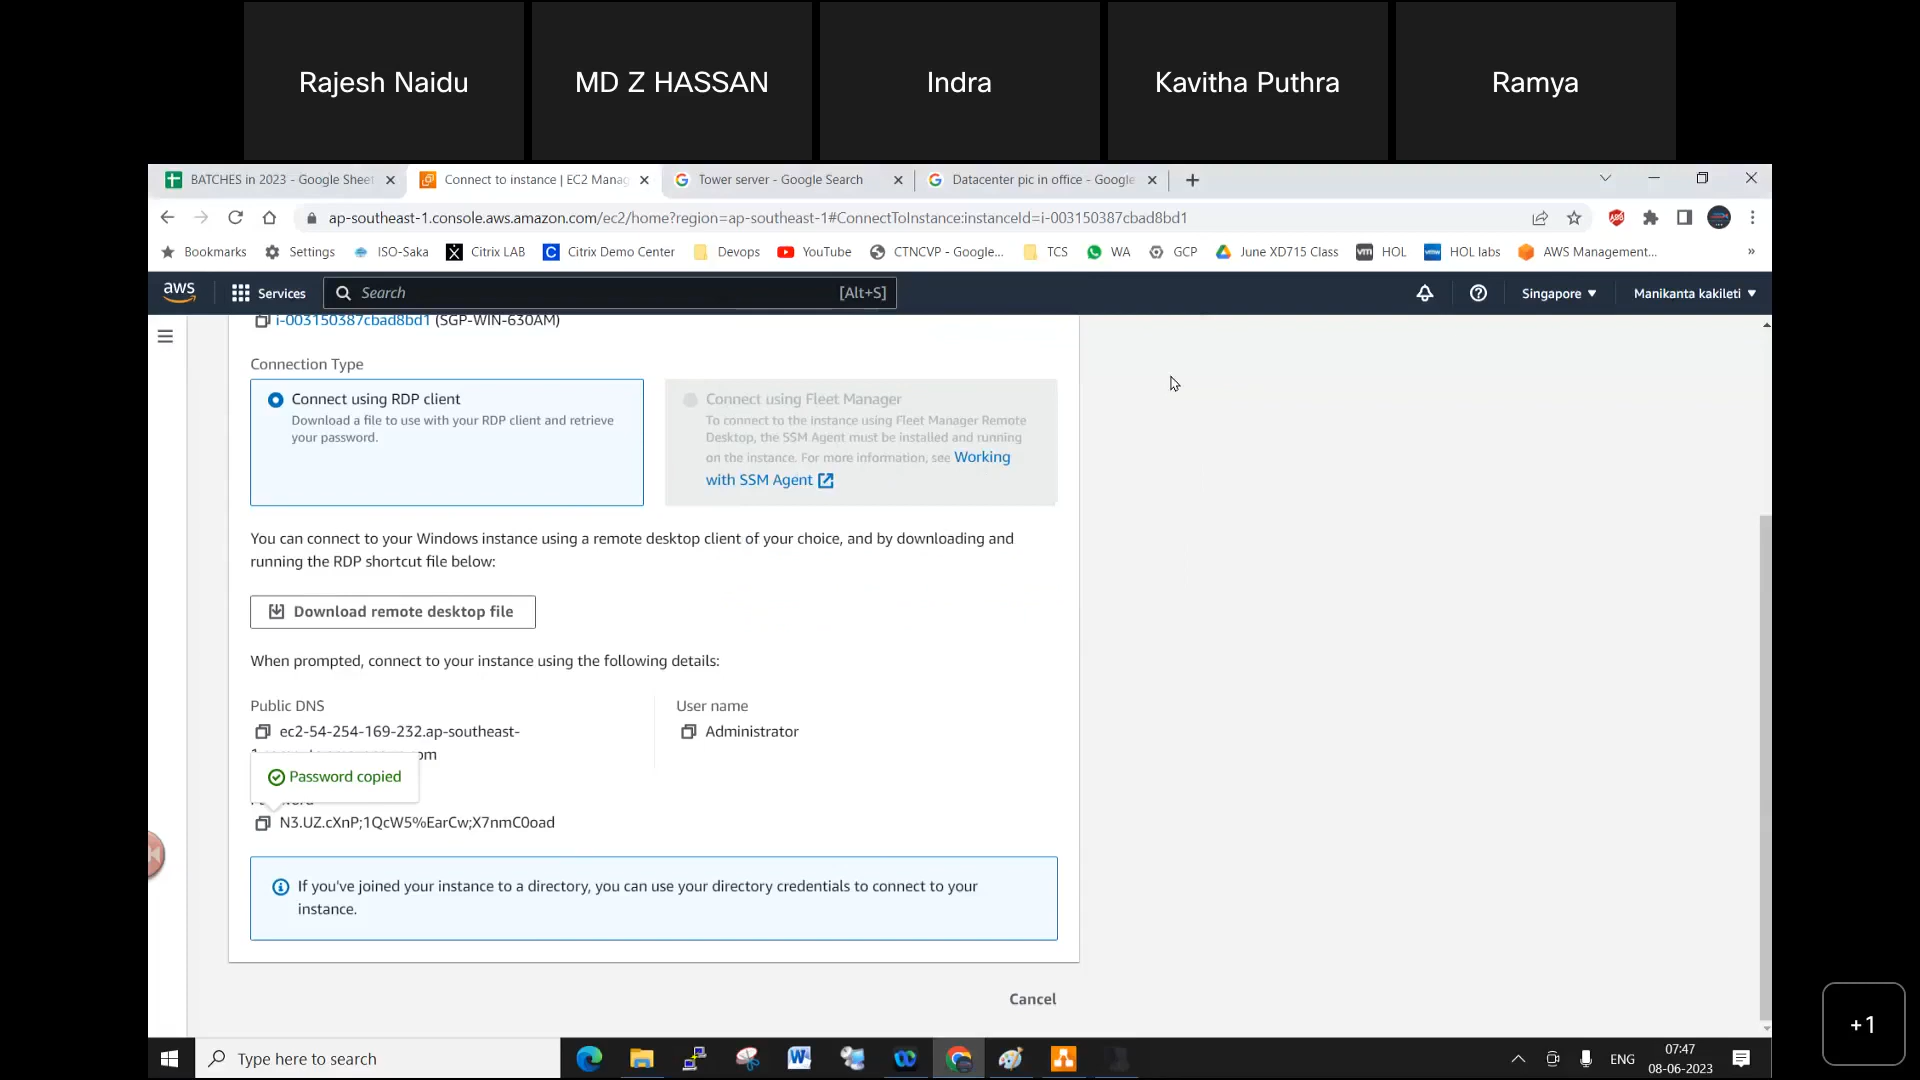 Rajesh Naidu
MD Z HASSAN
Indra
Kavitha Puthra
Ramya
BATCHES in 2023 - Google Sheet
Connect to instance | EC2 Manag
Tower server - Google Search
Datacenter pic in office - Google
ap-southeast-1.console.aws.amazon.com/ec2/home?region=ap-southeast-1#ConnectToInstance:instanceId=i-003150387cbad8bd1
Bookmarks
Settings
ISO-Saka
Citrix LAB
Citrix Demo Center
Devops
YouTube
CTNCVP - Google...
TCS
WA
GCP
June XD715 Class
HOL
HOL labs
AWS Management...
»
aws
Services
Search
[Alt+S]
Singapore
Manikanta kakileti
i-003150387cbad8bd1 (SGP-WIN-630AM)
Connection Type
Connect using RDP client
Download a file to use with your RDP client and retrieve
your password.
Connect using Fleet Manager
To connect to the instance using Fleet Manager Remote
Desktop, the SSM Agent must be installed and running
on the instance. For more information, see Working
with SSM Agent
You can connect to your Windows instance using a remote desktop client of your choice, and by downloading and
running the RDP shortcut file below:
Download remote desktop file
When prompted, connect to your instance using the following details:
Public DNS
ec2-54-254-169-232.ap-southeast-
om
User name
Administrator
Password copied
N3.UZ.cXnP;1QcW5%EarCw;X7nmC0oad
If you've joined your instance to a directory, you can use your directory credentials to connect to your
instance.
Cancel
+1
Type here to search
ENG
07:47
08-06-2023